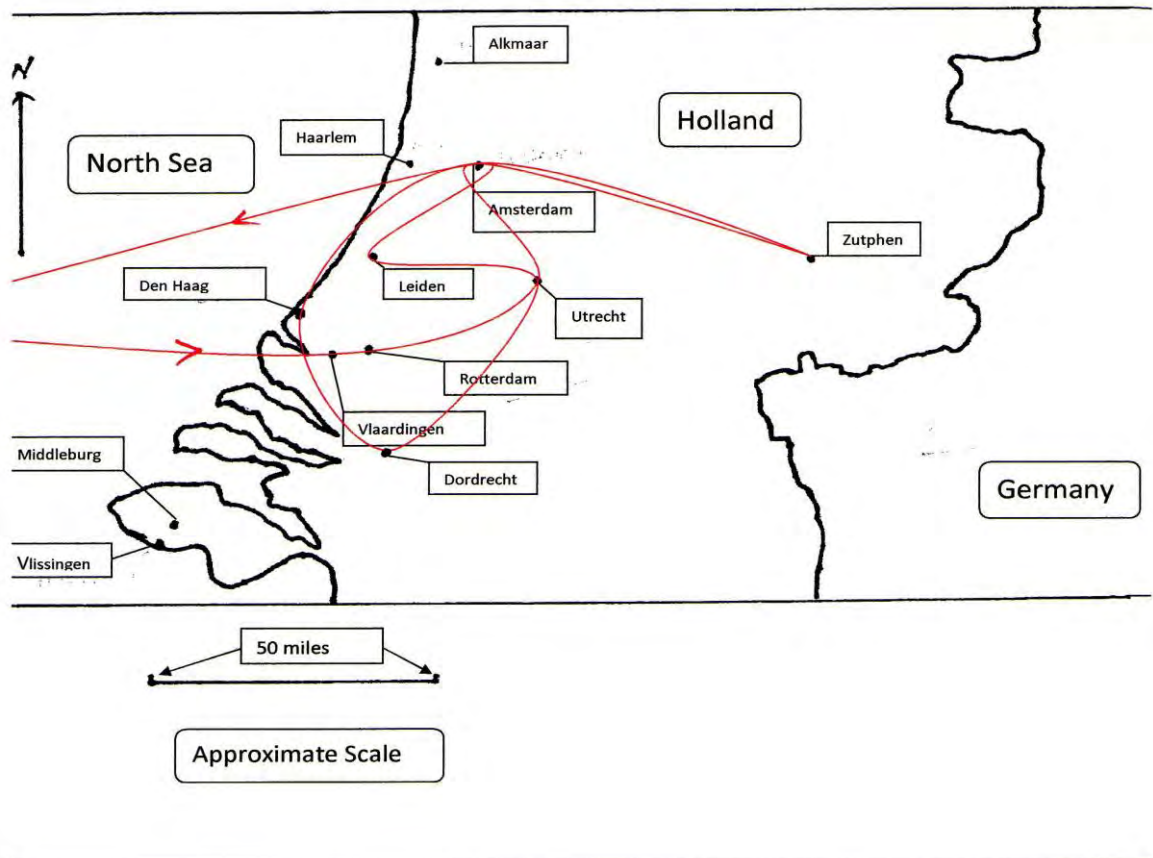 Alkmaar
N
Holland
Haarlem
North Sea
Amsterdam
Zutphen
Den Haag
Leiden
Utrecht
Rotterdam
Vlaardingen
Middleburg
Dordrecht
Germany
Vlissingen
50 miles
Approximate Scale